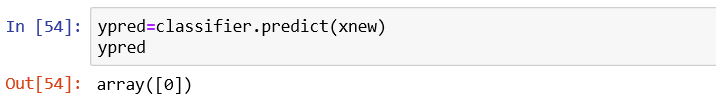 In [54]: ypred=classifier.predict(xnew)
ypred
Out[54]: array([0])